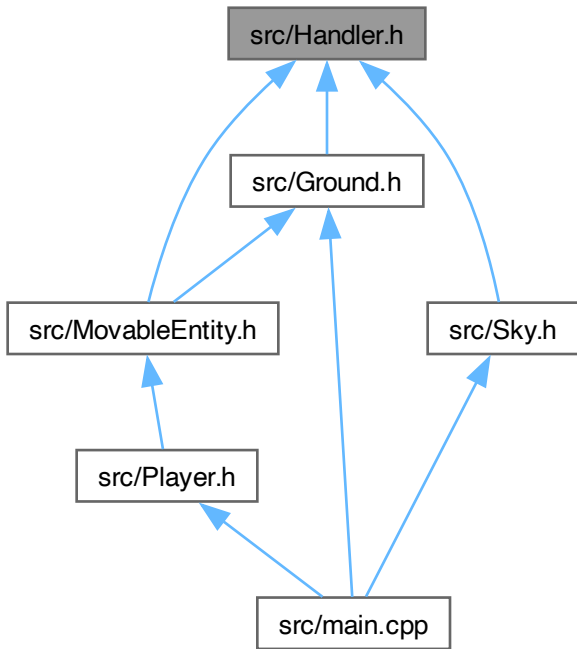 src/Handler.h
src/Ground.h
src/MovableEntity.h
src/Sky.h
src/Player.h
src/main.cpp